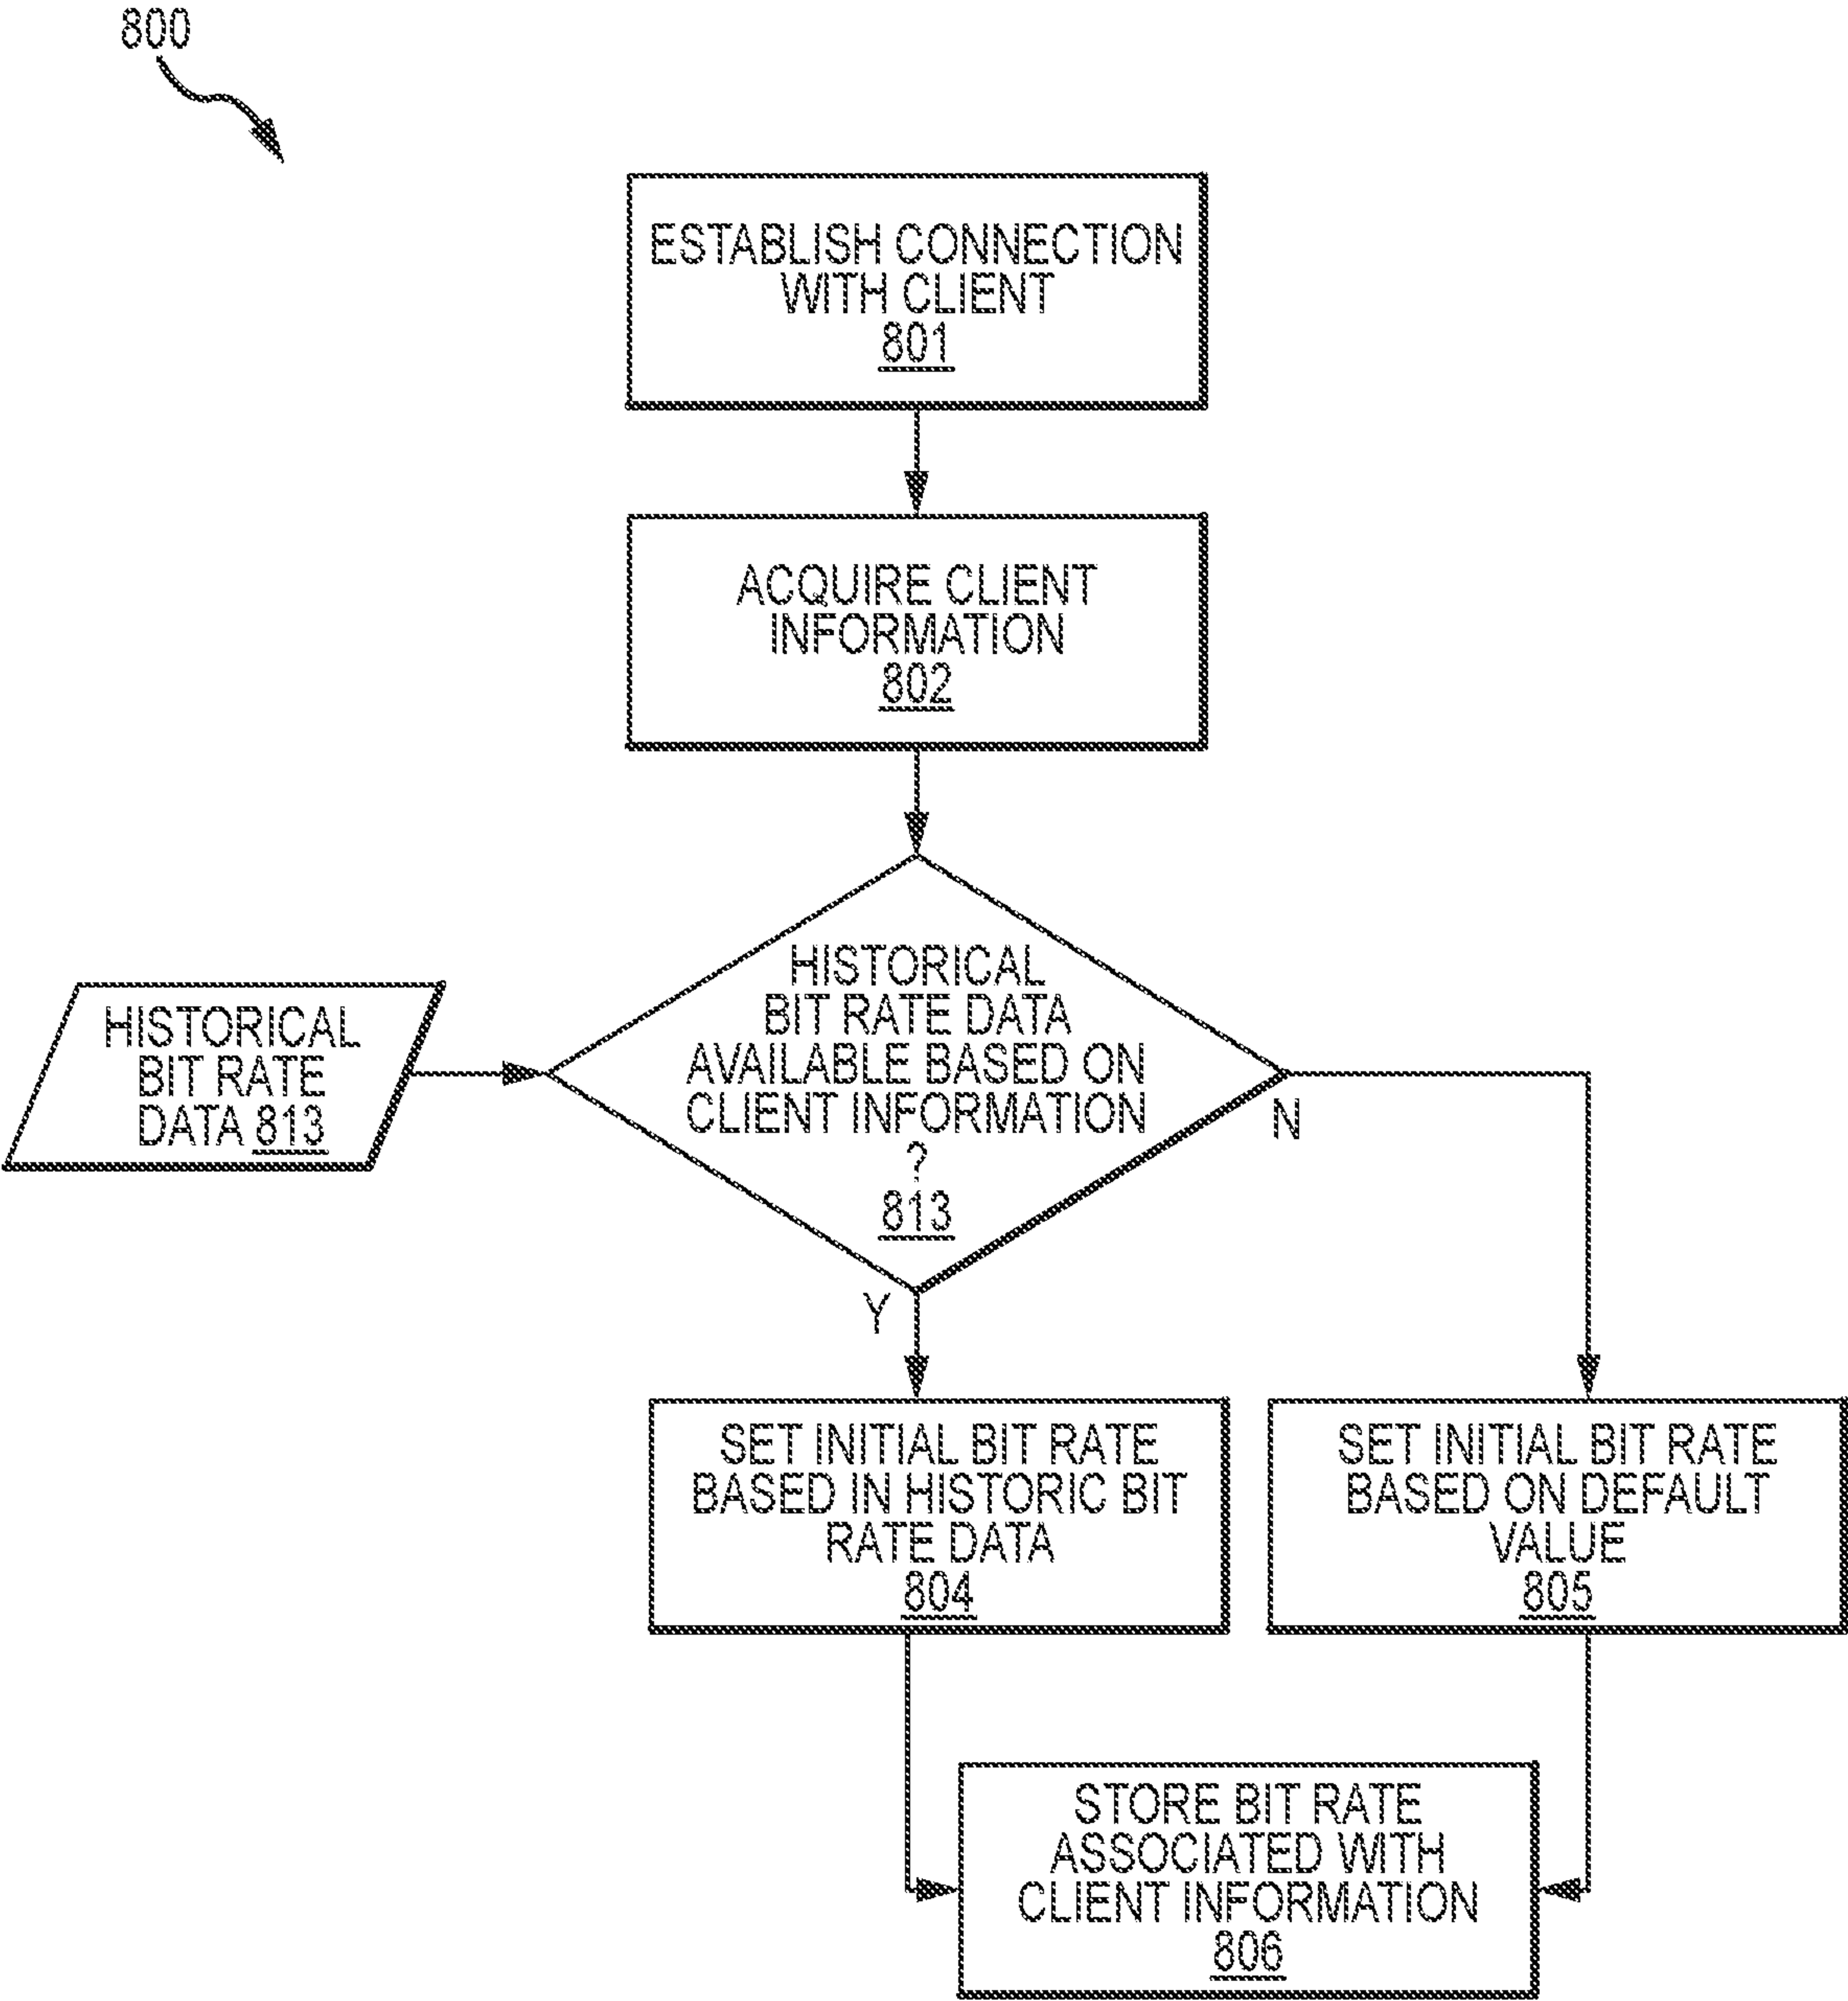 800
ESTABLISH CONNECTION
WITH CLIENT
801
ACQUIRE CLIENT
INFORMATION
802
HISTORICAL
BIT RATE DATA
AVAILABLE BASED ON
CLIENT INFORMATION
?
813
HISTORICAL
BIT RATE
DATA 813
N
Y
SET INITIAL BIT RATE
BASED IN HISTORIC BIT
RATE DATA
804
SET INITIAL BIT RATE
BASED ON DEFAULT
VALUE
805
STORE BIT RATE
ASSOCIATED WITH
CLIENT INFORMATION
806